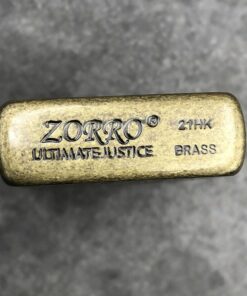 ZORRO® 21HK
ULTIMATE JUSTICE BRASS